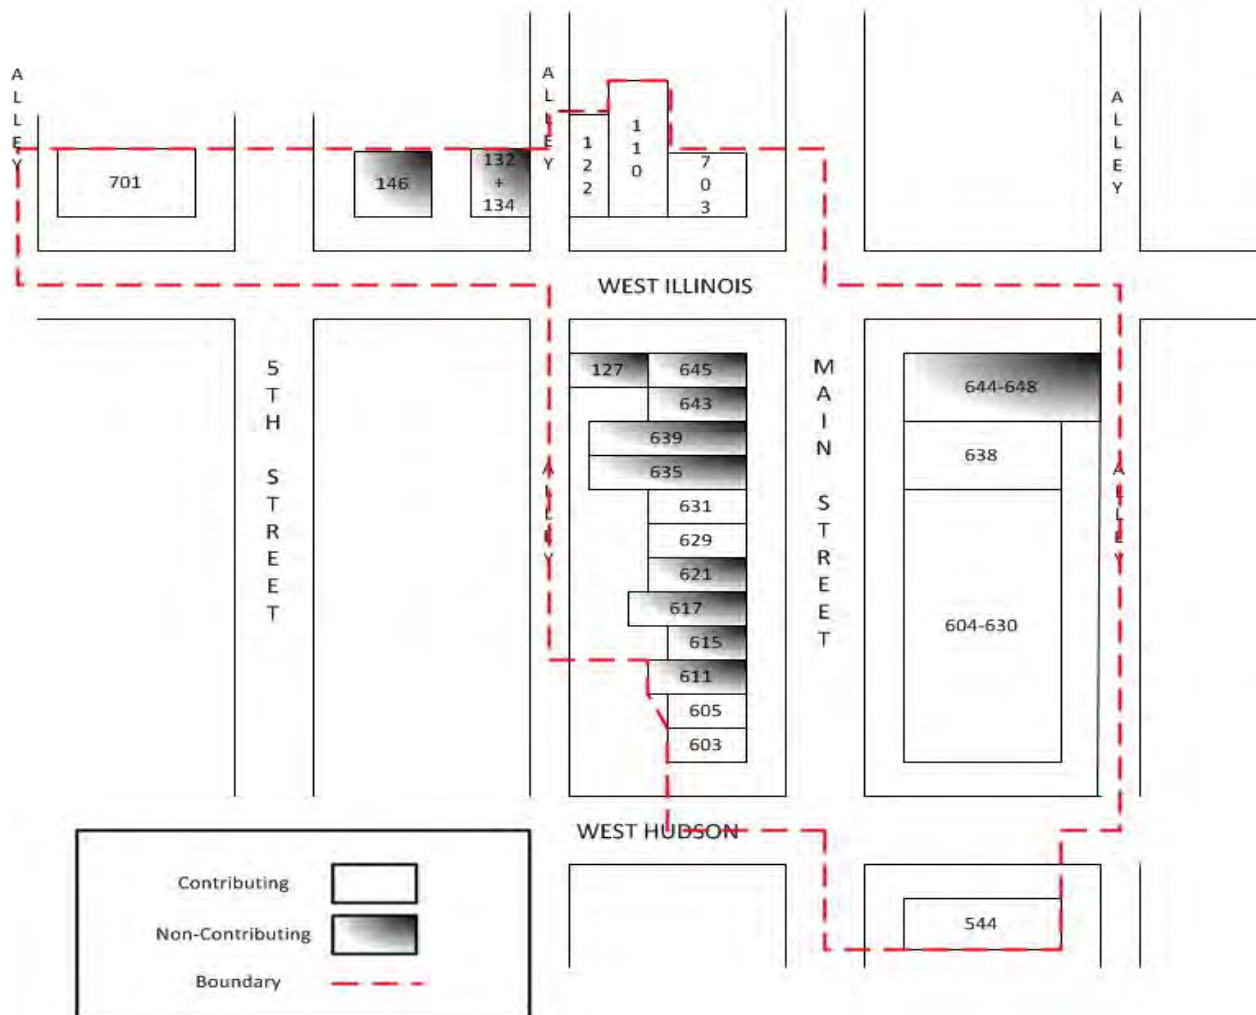 ALLEY
ALLEY
ALLEY
701
146
132
+
134
122
110
703
WEST ILLINOIS
5TH STREET
ALLEY
MAIN STREET
ALLEY
127
645
643
639
635
631
629
621
617
615
611
605
603
644-648
638
604-630
WEST HUDSON
544
Contributing
Non-Contributing
Boundary